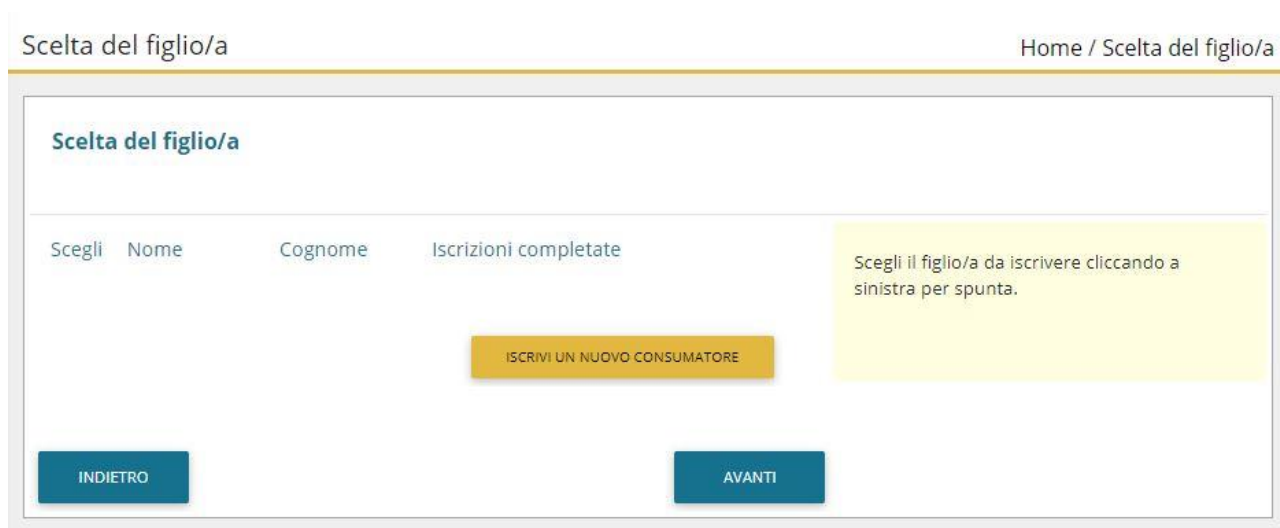 Scelta del figlio/a
Home / Scelta del figlio/a
Scelta del figlio/a
Scegli Nome Cognome Iscrizioni completate
Scegli il figlio/a da iscrivere cliccando a
sinistra per spunta.
ISCRIVI UN NUOVO CONSUMATORE
INDIETRO
AVANTI